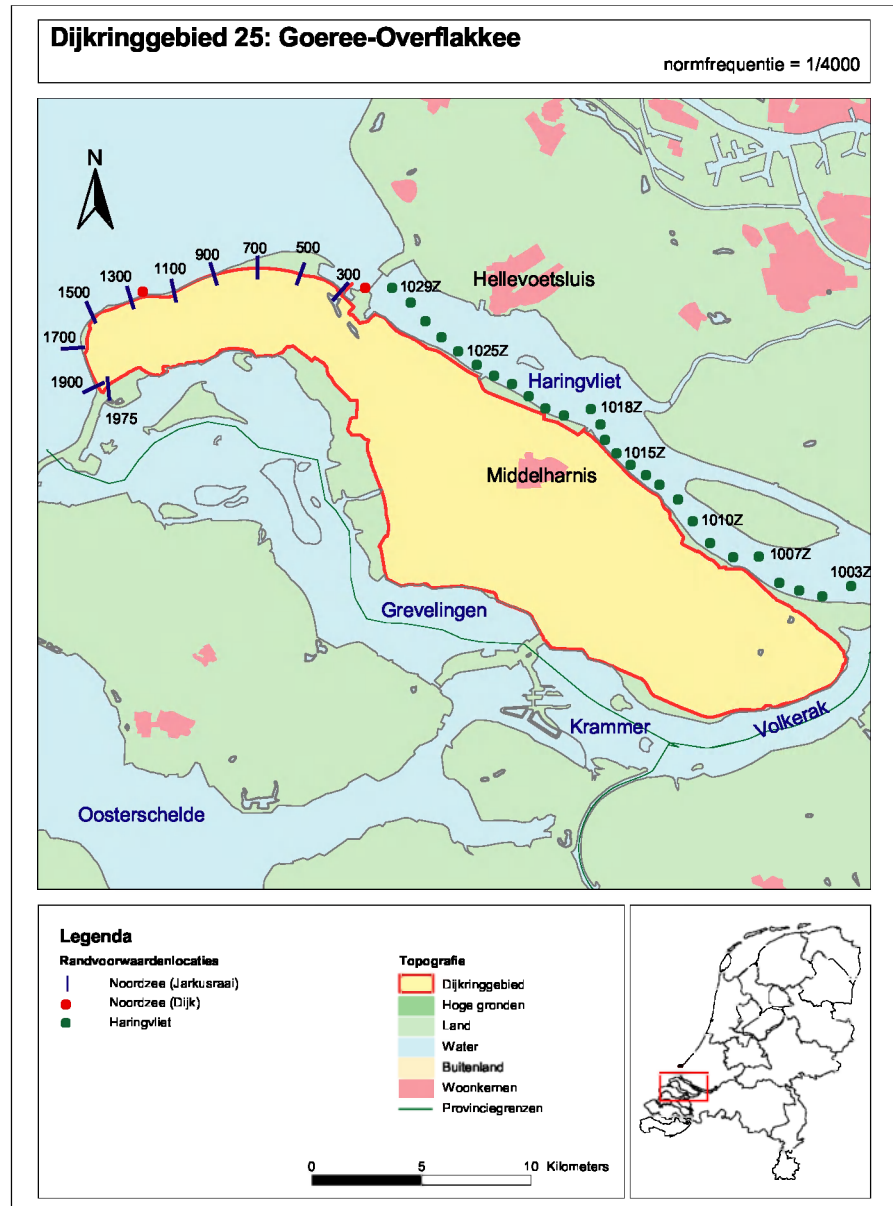 Dijkringgebied 25: Goeree-Overflakkee
normfrequentie = 1/4000
N
900
700
500
1100
1300
300
1500
1029Z
Hellevoetsluis
1700
1025Z
Haringvliet
1900
1975
1018Z
1015Z
Middelharnis
1010Z
1007Z
1003Z
Grevelingen
Krammer
Volkerak
Oosterschelde
Legenda
Randvoorwaardenlocaties
Noordzee (Jarkusraai)
Noordzee (Dijk)
Haringvliet
Topografie
Dijkringgebied
Hoge gronden
Land
Water
Buitenland
Woonkernen
Provinciegrenzen
0 5 10 Kilometers